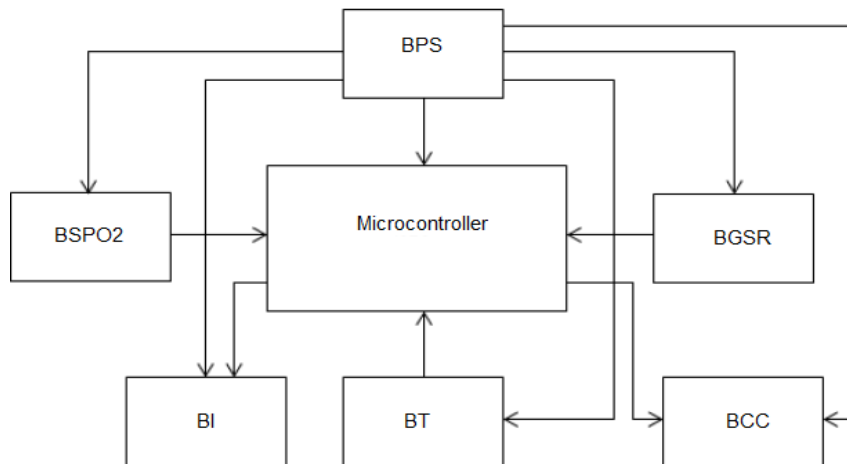 BPS
Microcontroller
BSPO2
BGSR
BI
BT
BCC